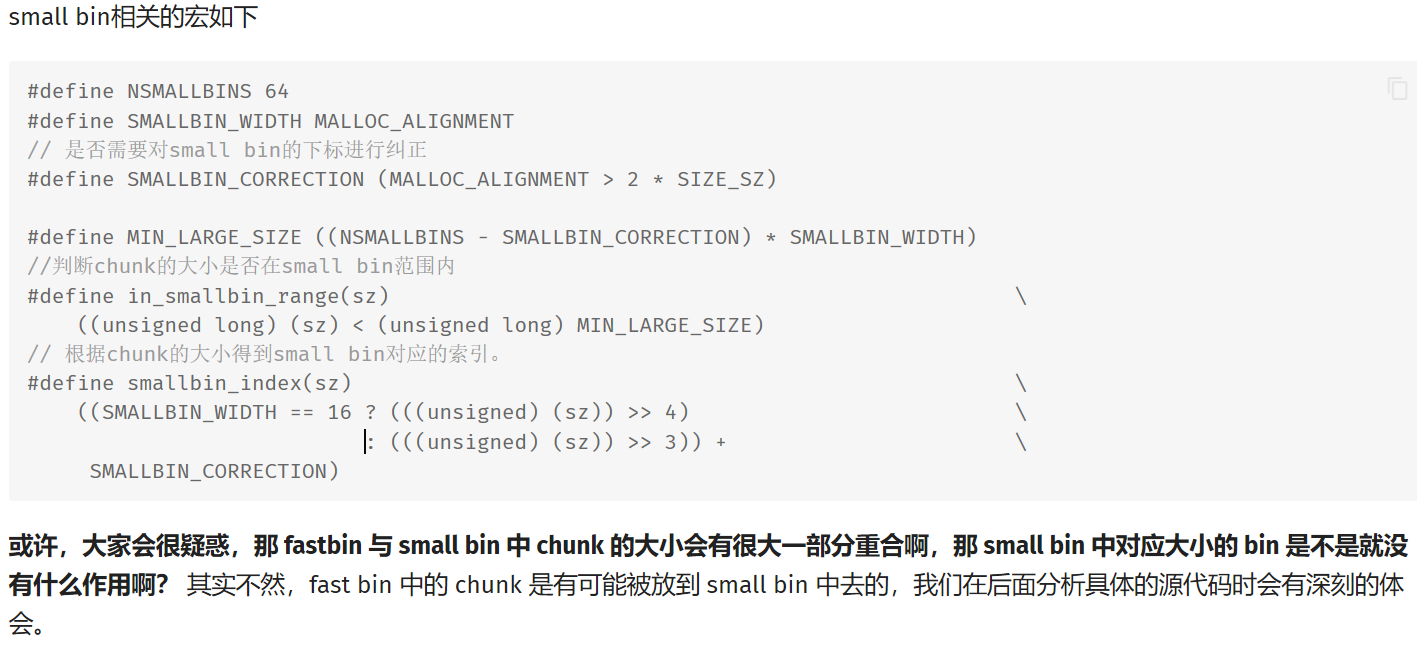 small bin相关的宏如下
#define NSMALLBINS 64
#define SMALLBIN_WIDTH MALLOC_ALIGNMENT
// 是否需要对small bin的下标进行纠正
#define SMALLBIN_CORRECTION (MALLOC_ALIGNMENT > 2 * SIZE_SZ)
#define MIN_LARGE_SIZE ((NSMALLBINS - SMALLBIN_CORRECTION) * SMALLBIN_WIDTH)
//判断chunk的大小是否在small bin范围内
#define in_smallbin_range(sz) \
((unsigned long) (sz) < (unsigned long) MIN_LARGE_SIZE)
// 根据chunk的大小得到small bin对应的索引。
#define smallbin_index(sz) \
((SMALLBIN_WIDTH == 16 ? (((unsigned) (sz)) >> 4) \
: (((unsigned) (sz)) >> 3)) + \
SMALLBIN_CORRECTION)
或许，大家会很疑惑，那 fastbin 与 small bin 中 chunk 的大小会有很大一部分重合啊，那 small bin 中对应大小的 bin 是不是就没
有什么作用啊？ 其实不然，fast bin 中的 chunk 是有可能被放到 small bin 中去的，我们在后面分析具体的源代码时会有深刻的体
会。